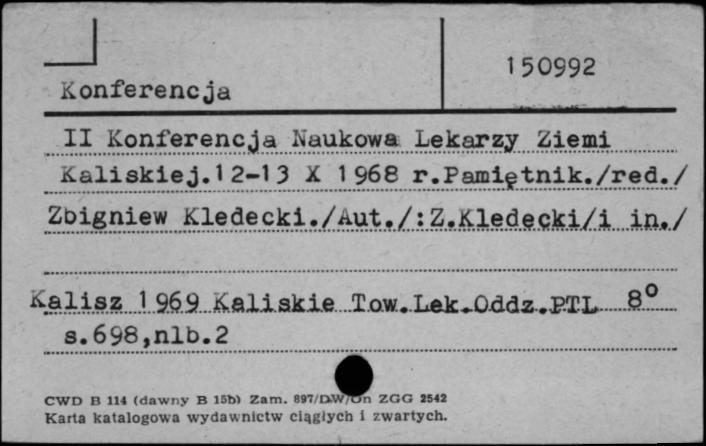 150992
Konferencja
II Konferencja Naukowa Lekarzy Ziemi
Kaliskiej.12-13 X 1968 r.Pamiętnik./red./
Zbigniew Kledecki./Aut./:Z.Kledecki/i in./
Kalisz 1969 Kaliskie Tow.Lek.Oddz.PTL 8°
s.698,nlb.2
CWD B 114 (dawny B 15b) Zam. 897/DW/On ZGG 2542
Karta katalogowa wydawnictw ciągłych i zwartych.